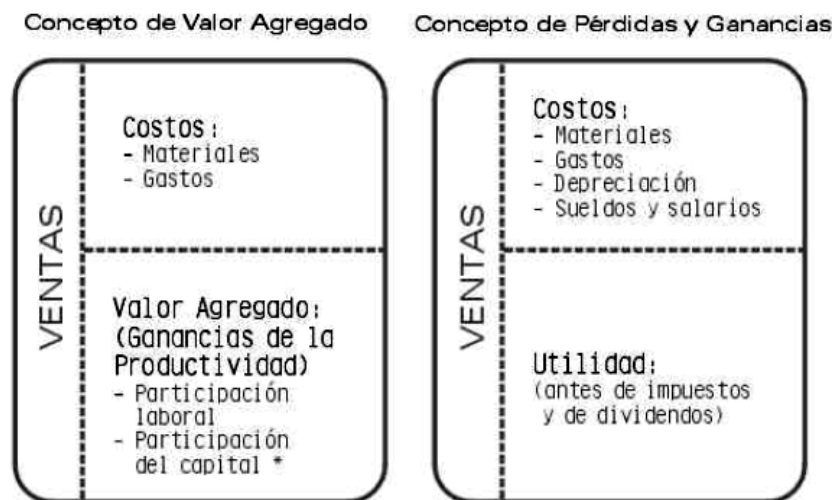 Concepto de Valor Agregado
VENTAS
Costos:
- Materiales
- Gastos
Valor Agregado:
(Ganancias de la
Productividad)
- Participación
laboral
- Participación
del capital *
Concepto de Pérdidas y Ganancias
VENTAS
Costos:
- Materiales
- Gastos
- Depreciación
- Sueldos y salarios
Utilidad:
(antes de impuestos
y de dividendos)